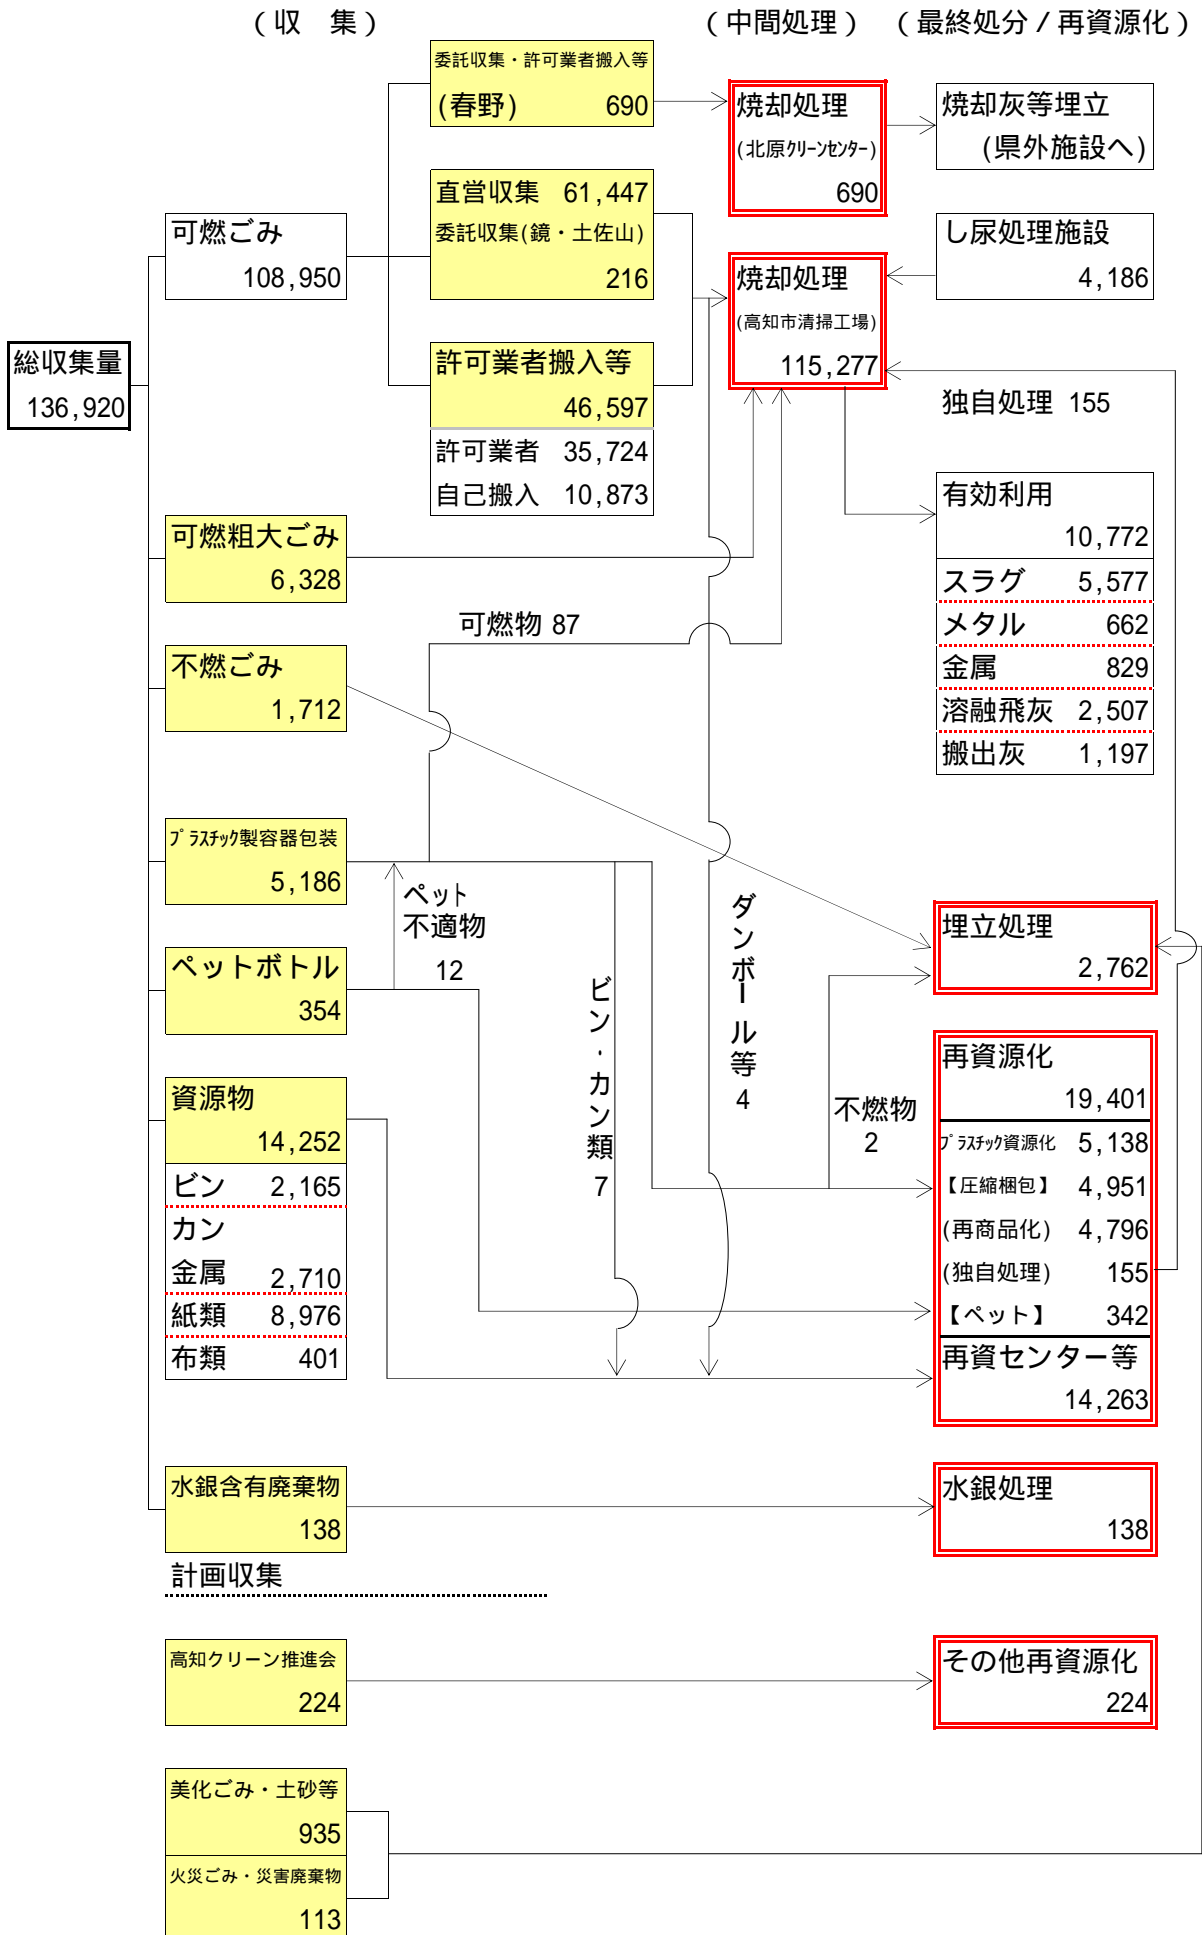 (収 集)
(中間処理)
(最終処分/再資源化)
委託収集・許可業者搬入等
(春野) 690
焼却処理
(北原クリーンセンター)
690
焼却灰等埋立
(県外施設へ)
直営収集 61,447
委託収集(鏡・土佐山)
216
可燃ごみ
108,950
し尿処理施設
4,186
焼却処理
(高知市清掃工場)
115,277
総収集量
136,920
許可業者搬入等
46,597
許可業者 35,724
自己搬入 10,873
独自処理 155
有効利用
10,772
スラグ 5,577
メタル 662
金属 829
溶融飛灰 2,507
搬出灰 1,197
可燃粗大ごみ
6,328
可燃物 87
不燃ごみ
1,712
プラスチック製容器包装
5,186
ペット
不適物
12
ペットボトル
354
ビン・カン類 7
ダンボール等 4
不燃物
2
埋立処理
2,762
資源物
14,252
ビン 2,165
カン
金属 2,710
紙類 8,976
布類 401
再資源化
19,401
プラスチック資源化 5,138
【圧縮梱包】 4,951
(再商品化) 4,796
(独自処理) 155
【ペット】 342
再資センター等
14,263
水銀含有廃棄物
138
水銀処理
138
計画収集
高知クリーン推進会
224
その他再資源化
224
美化ごみ・土砂等
935
火災ごみ・災害廃棄物
113